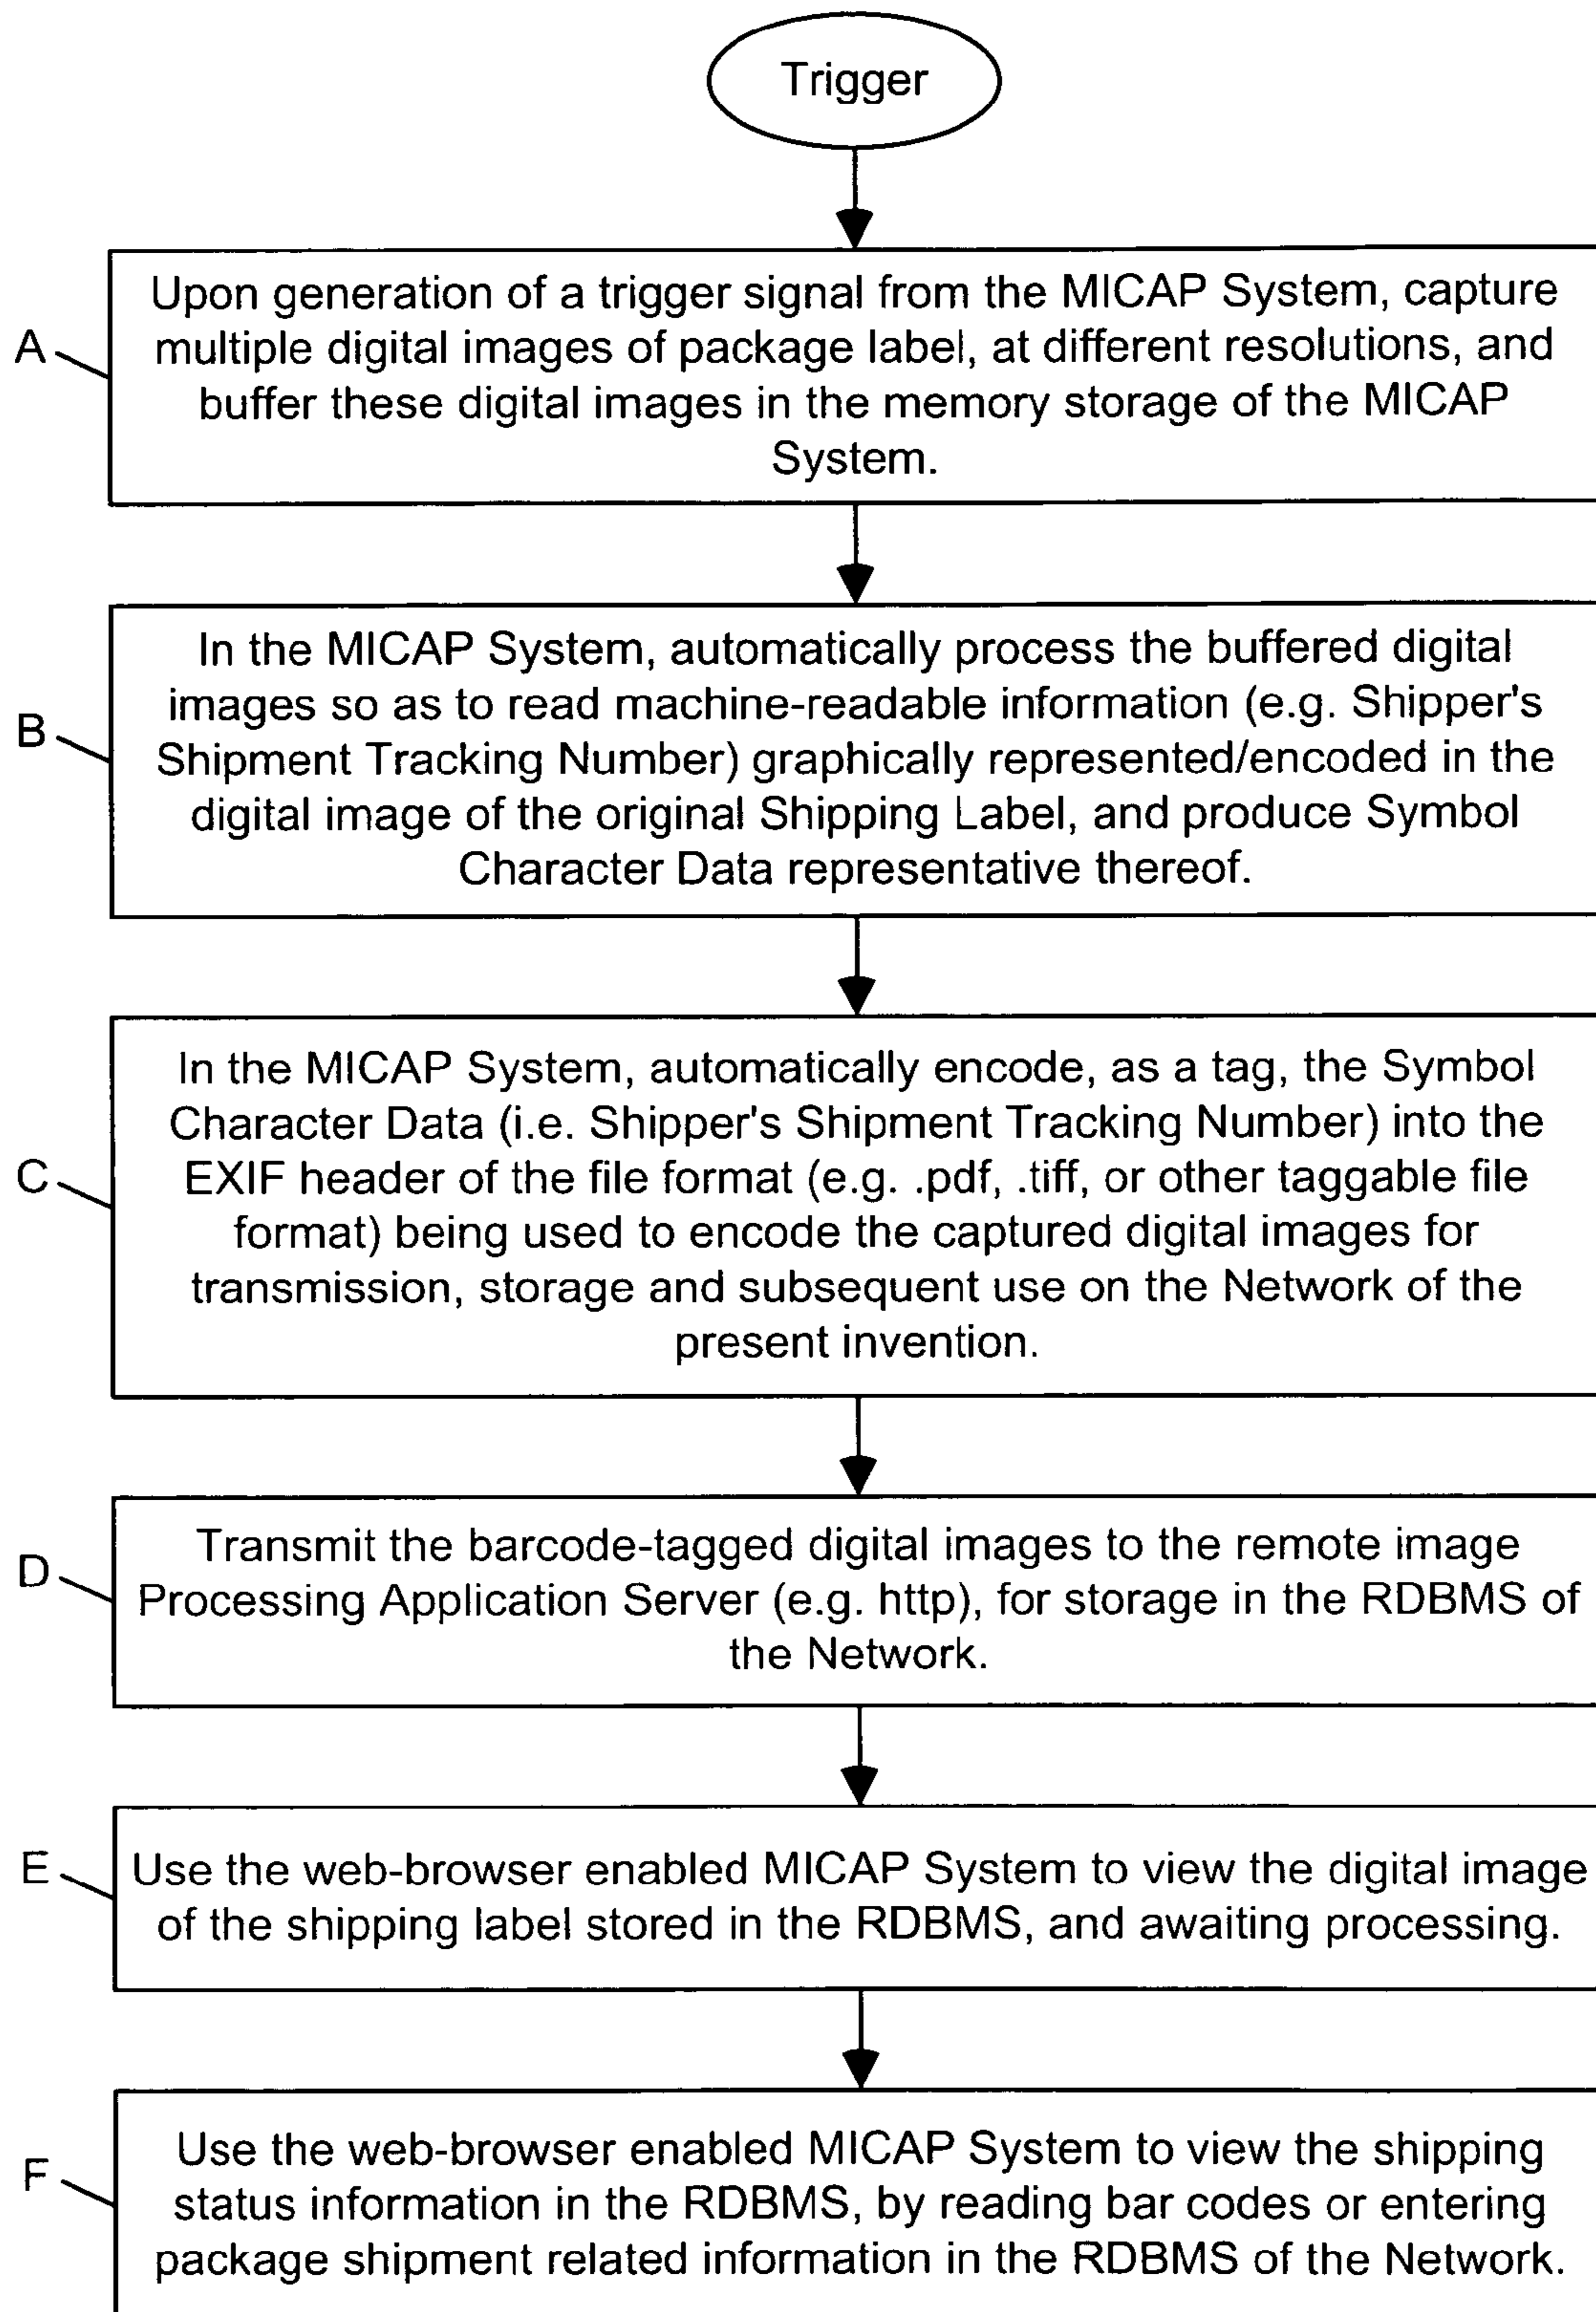 Trigger
A
Upon generation of a trigger signal from the MICAP System, capture
multiple digital images of package label, at different resolutions, and
buffer these digital images in the memory storage of the MICAP
System.
B
In the MICAP System, automatically process the buffered digital
images so as to read machine-readable information (e.g. Shipper's
Shipment Tracking Number) graphically represented/encoded in the
digital image of the original Shipping Label, and produce Symbol
Character Data representative thereof.
C
In the MICAP System, automatically encode, as a tag, the Symbol
Character Data (i.e. Shipper's Shipment Tracking Number) into the
EXIF header of the file format (e.g. .pdf, .tiff, or other taggable file
format) being used to encode the captured digital images for
transmission, storage and subsequent use on the Network of the
present invention.
D
Transmit the barcode-tagged digital images to the remote image
Processing Application Server (e.g. http), for storage in the RDBMS of
the Network.
E
Use the web-browser enabled MICAP System to view the digital image
of the shipping label stored in the RDBMS, and awaiting processing.
F
Use the web-browser enabled MICAP System to view the shipping
status information in the RDBMS, by reading bar codes or entering
package shipment related information in the RDBMS of the Network.